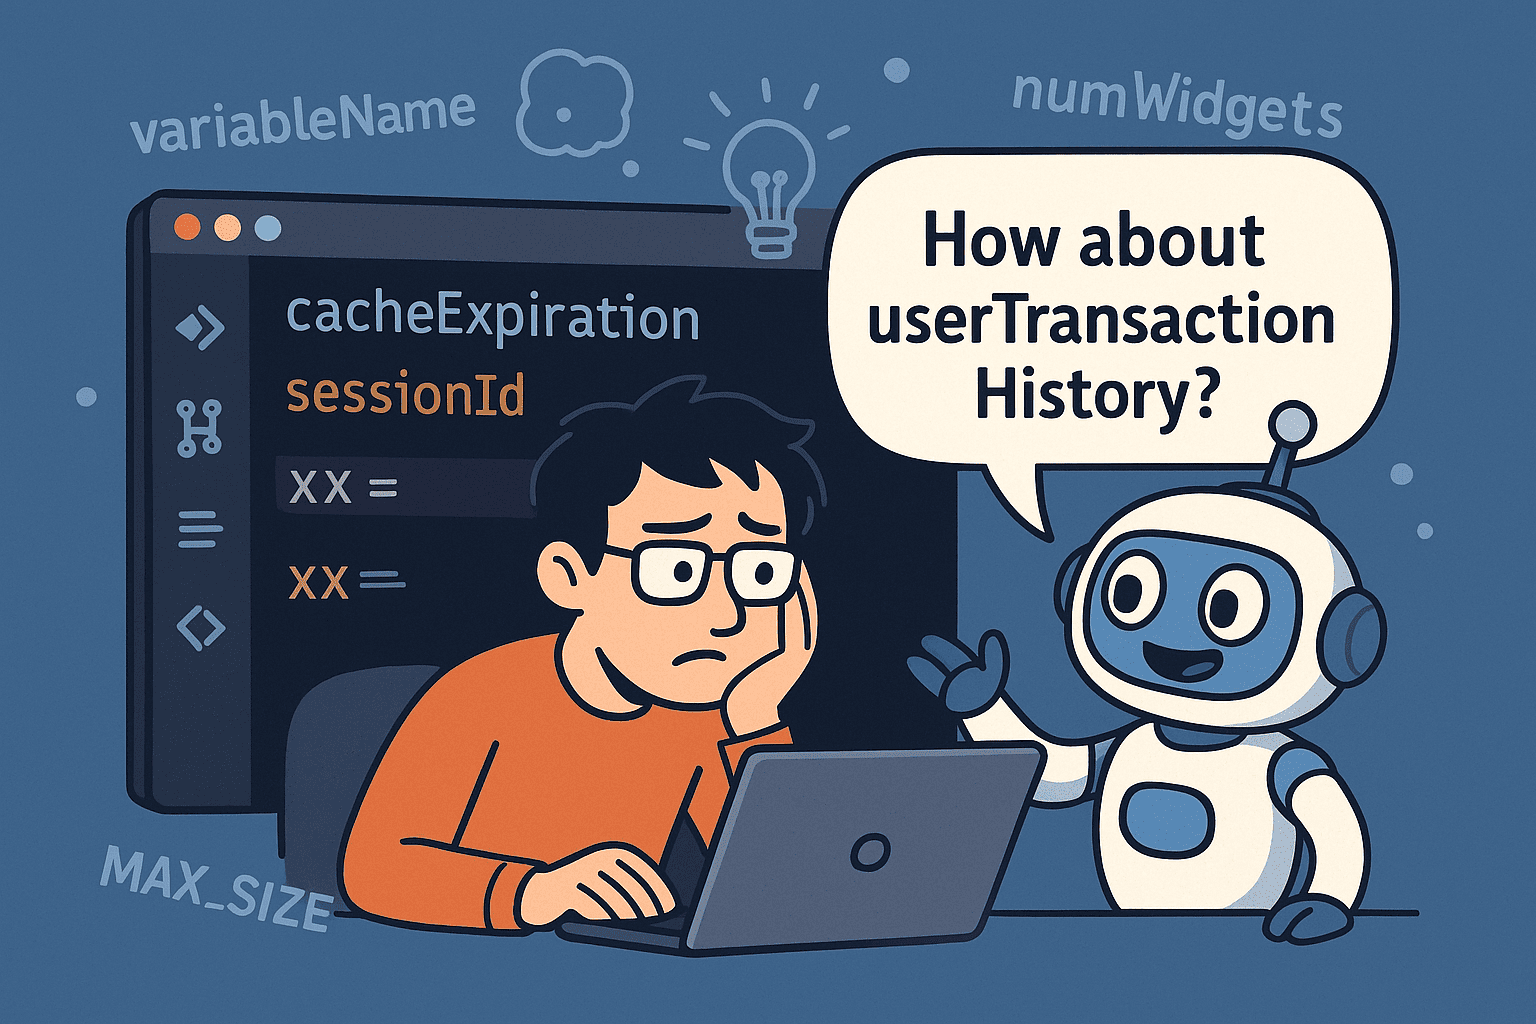 variableName
numWidgets
How about
userTransaction
History?
cacheExpiration
sessionId
xx =
xx =
MAX_SIZE